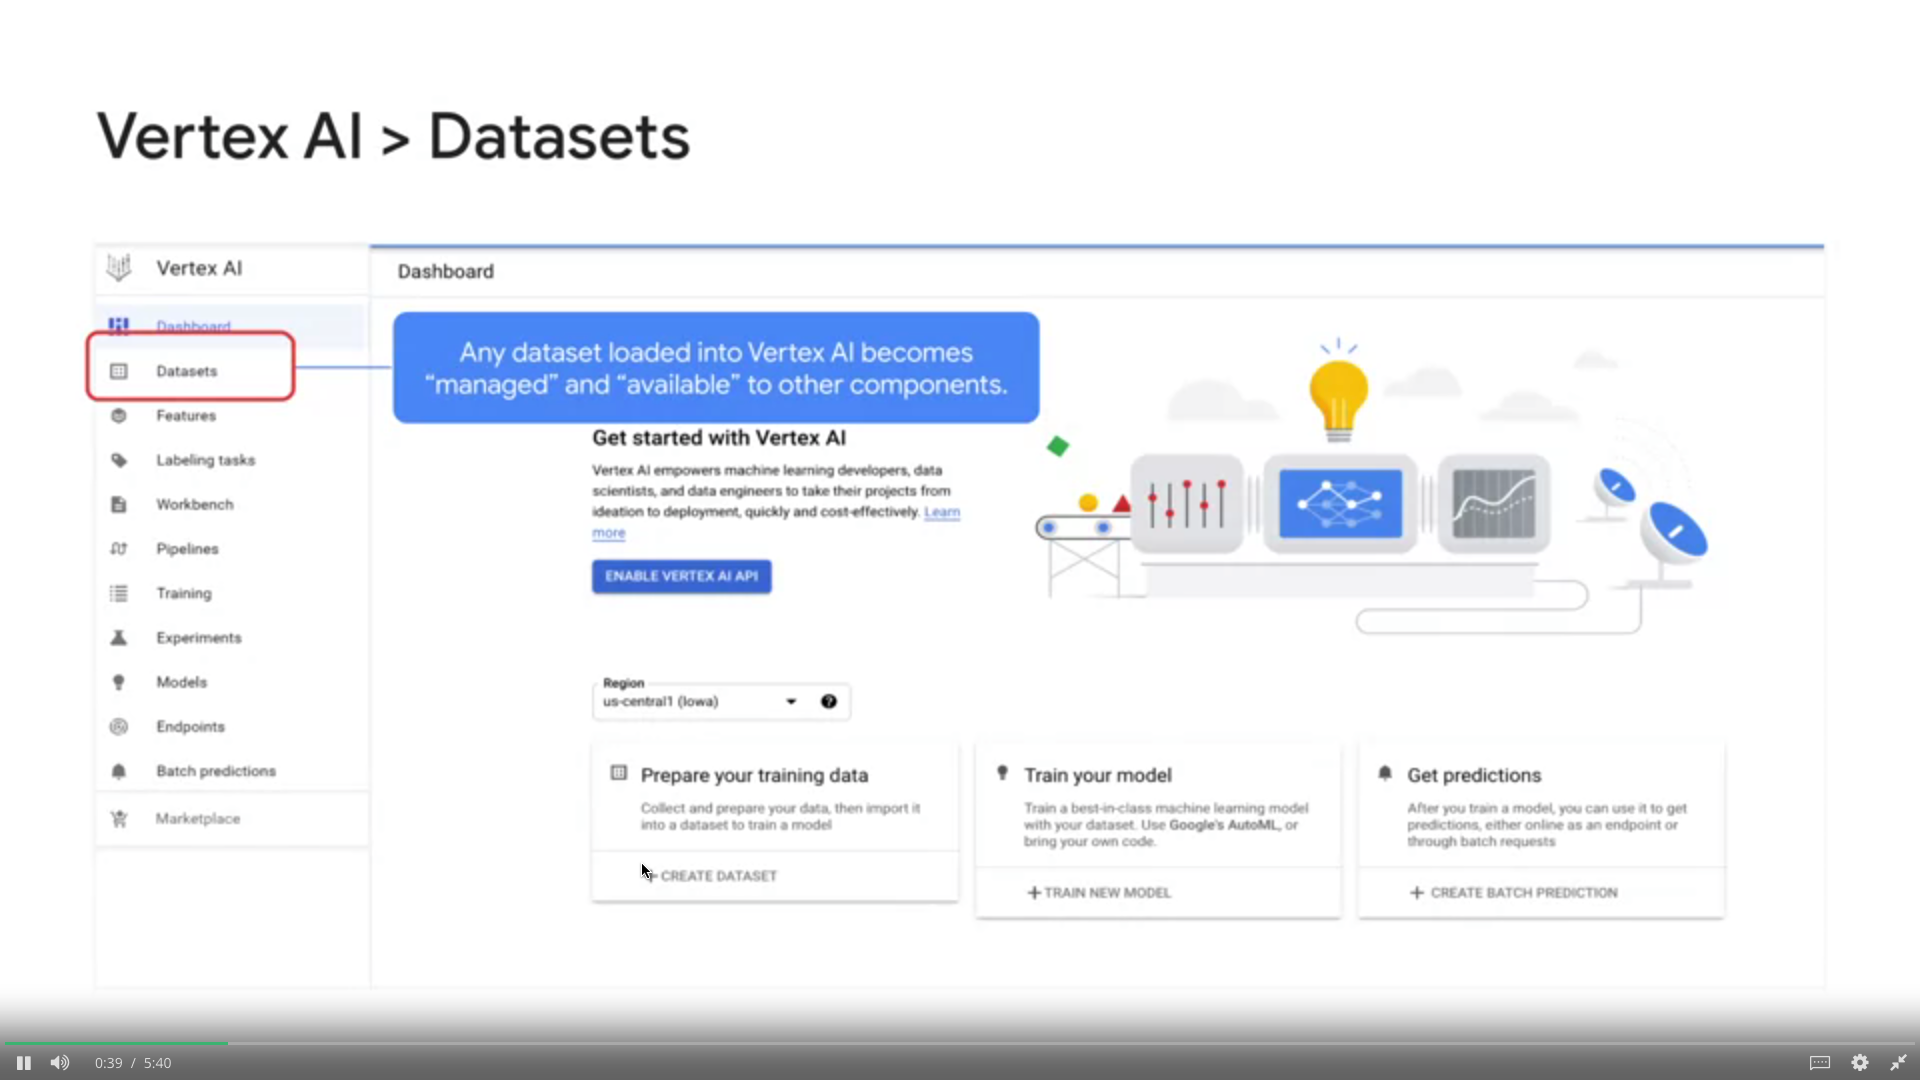 Vertex AI > Datasets
Vertex AI
Dashboard
Datasets
Features
Labeling tasks
Workbench
Pipelines
Training
Experiments
Models
Endpoints
Batch predictions
Marketplace
Dashboard
Any dataset loaded into Vertex AI becomes
“managed” and “available” to other components.
Get started with Vertex AI
Vertex AI empowers machine learning developers, data
scientists, and data engineers to take their projects from
ideation to deployment, quickly and cost-effectively. Learn
more
ENABLE VERTEX AI API
Region
us-central1 (Iowa)
Prepare your training data
Collect and prepare your data, then import it
into a dataset to train a model
CREATE DATASET
Train your model
Train a best-in-class machine learning model
with your dataset. Use Google's AutoML, or
bring your own code.
+ TRAIN NEW MODEL
Get predictions
After you train a model, you can use it to get
predictions, either online as an endpoint or
through batch requests
+ CREATE BATCH PREDICTION
0:39 / 5:40